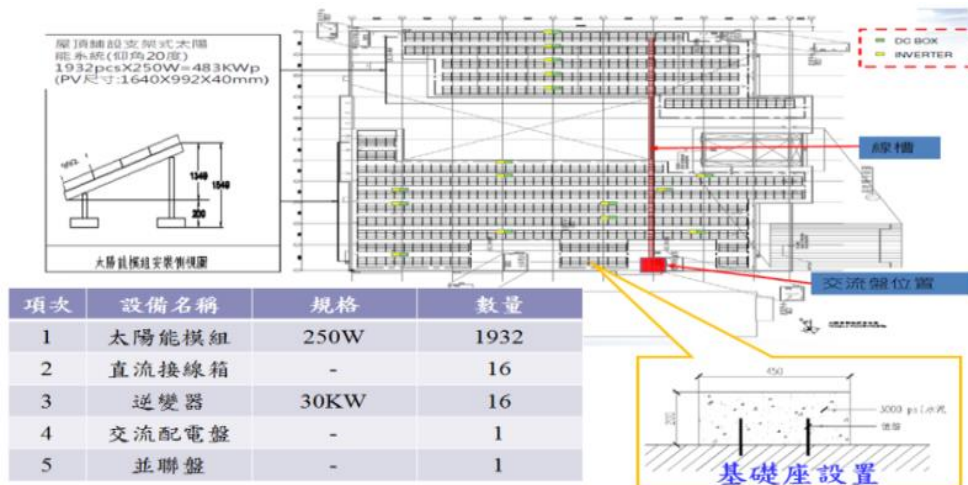 屋頂鋪設支架式太陽
能系統(仰角20度)
1932pcsX250W=483KWp
(PV尺寸:1640X992X40mm)
992
1349
1549
200
太陽能模組安裝側視圖
DC BOX
INVERTER
線槽
交流盤位置
項次 設備名稱 規格 數量
1 太陽能模組 250W 1932
2 直流接線箱 - 16
3 逆變器 30KW 16
4 交流配電盤 - 1
5 並聯盤 - 1
450
3000 psi
基礎座設置